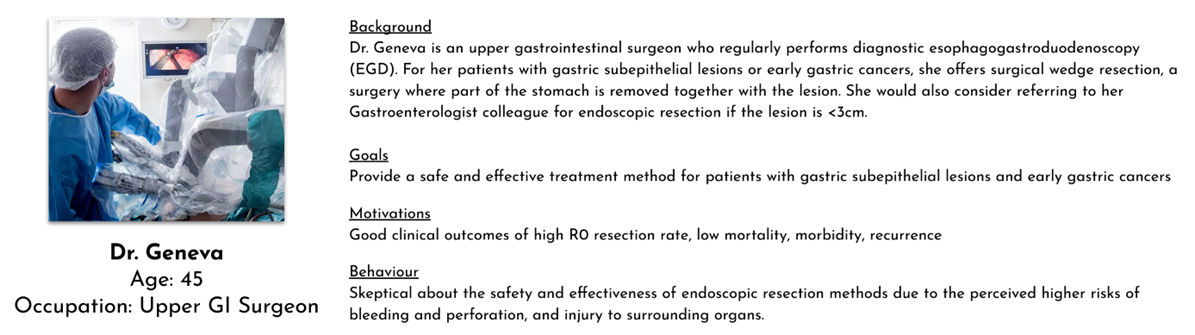 Dr. Geneva
Age: 45
Occupation: Upper GI Surgeon
Background
Dr. Geneva is an upper gastrointestinal surgeon who regularly performs diagnostic esophagogastroduodenoscopy
(EGD). For her patients with gastric subepithelial lesions or early gastric cancers, she offers surgical wedge resection, a
surgery where part of the stomach is removed together with the lesion. She would also consider referring to her
Gastroenterologist colleague for endoscopic resection if the lesion is <3cm.
Goals
Provide a safe and effective treatment method for patients with gastric subepithelial lesions and early gastric cancers
Motivations
Good clinical outcomes of high R0 resection rate, low mortality, morbidity, recurrence
Behaviour
Skeptical about the safety and effectiveness of endoscopic resection methods due to the perceived higher risks of
bleeding and perforation, and injury to surrounding organs.